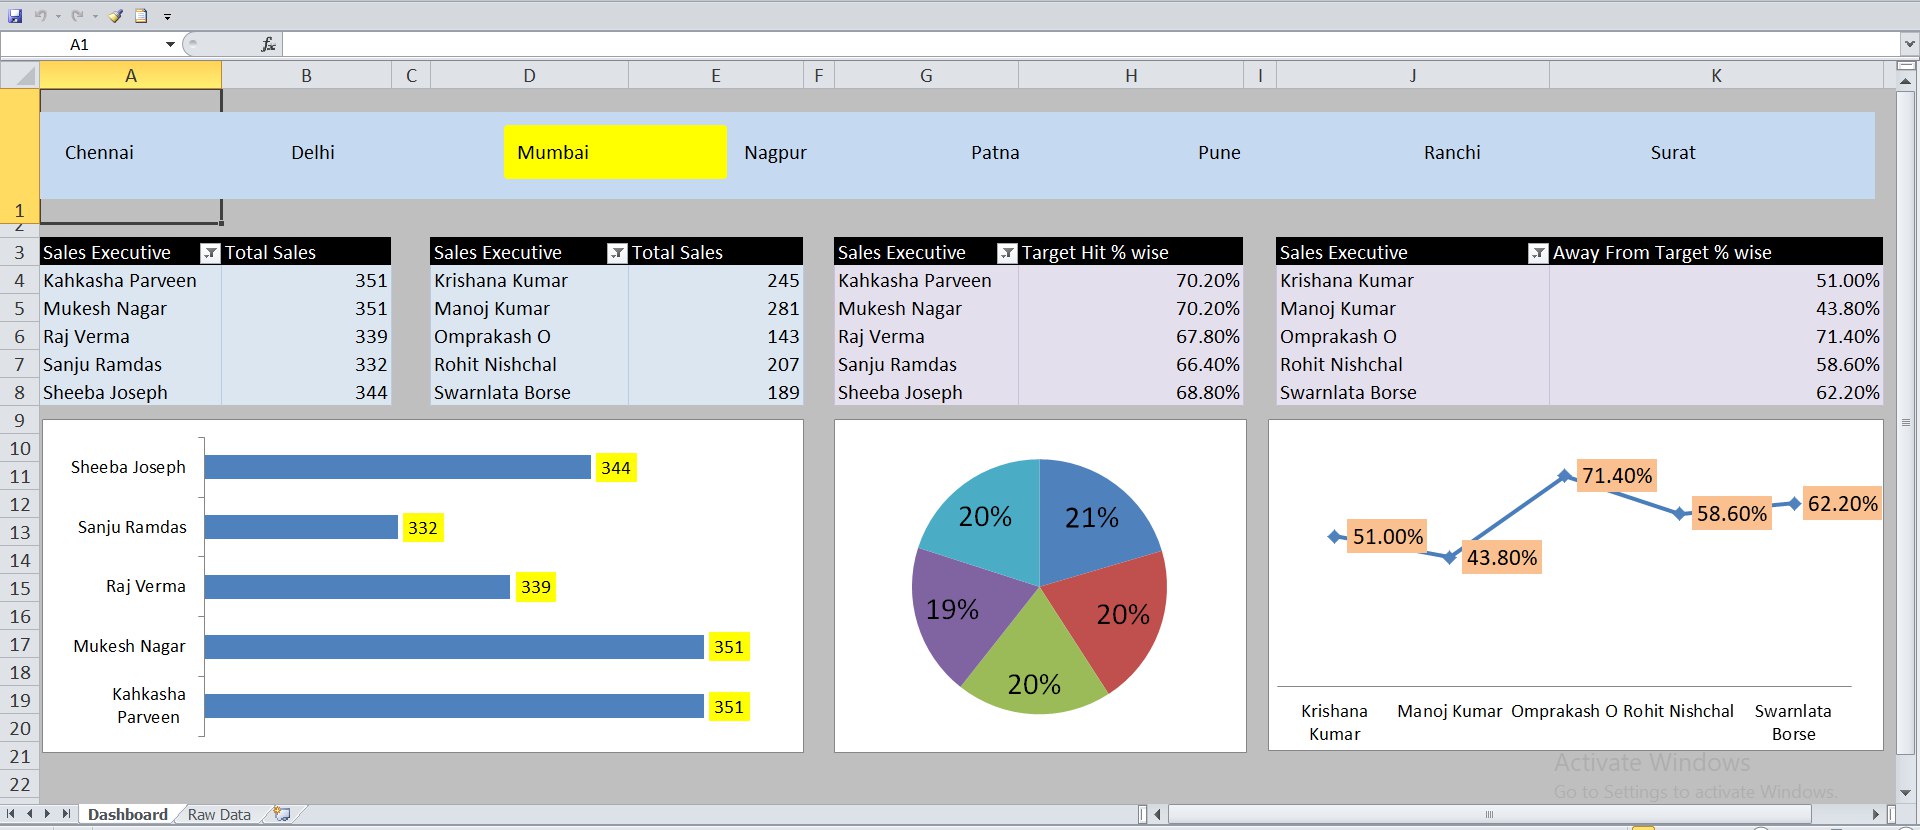 A1 fx
A B C D E F G H I J K
Chennai Delhi Mumbai Nagpur Patna Pune Ranchi Surat
1
2
3 Sales Executive Total Sales Sales Executive Total Sales Sales Executive Target Hit % wise Sales Executive Away From Target % wise
4 Kahkasha Parveen 351 Krishana Kumar 245 Kahkasha Parveen 70.20% Krishana Kumar 51.00%
5 Mukesh Nagar 351 Manoj Kumar 281 Mukesh Nagar 70.20% Manoj Kumar 43.80%
6 Raj Verma 339 Omprakash O 143 Raj Verma 67.80% Omprakash O 71.40%
7 Sanju Ramdas 332 Rohit Nishchal 207 Sanju Ramdas 66.40% Rohit Nishchal 58.60%
8 Sheeba Joseph 344 Swarnlata Borse 189 Sheeba Joseph 68.80% Swarnlata Borse 62.20%
9
10
11
12
13
14
15
16
17
18
19
20
21
22
Sheeba Joseph 344
Sanju Ramdas 332
Raj Verma 339
Mukesh Nagar 351
Kahkasha
Parveen 351
20% 21%
19% 20%
20%
71.40%
62.20%
58.60%
51.00%
43.80%
Krishana Manoj Kumar Omprakash O Rohit Nishchal Swarnlata
Kumar Borse
Activate Windows
Go to Settings to activate Windows.
Dashboard Raw Data